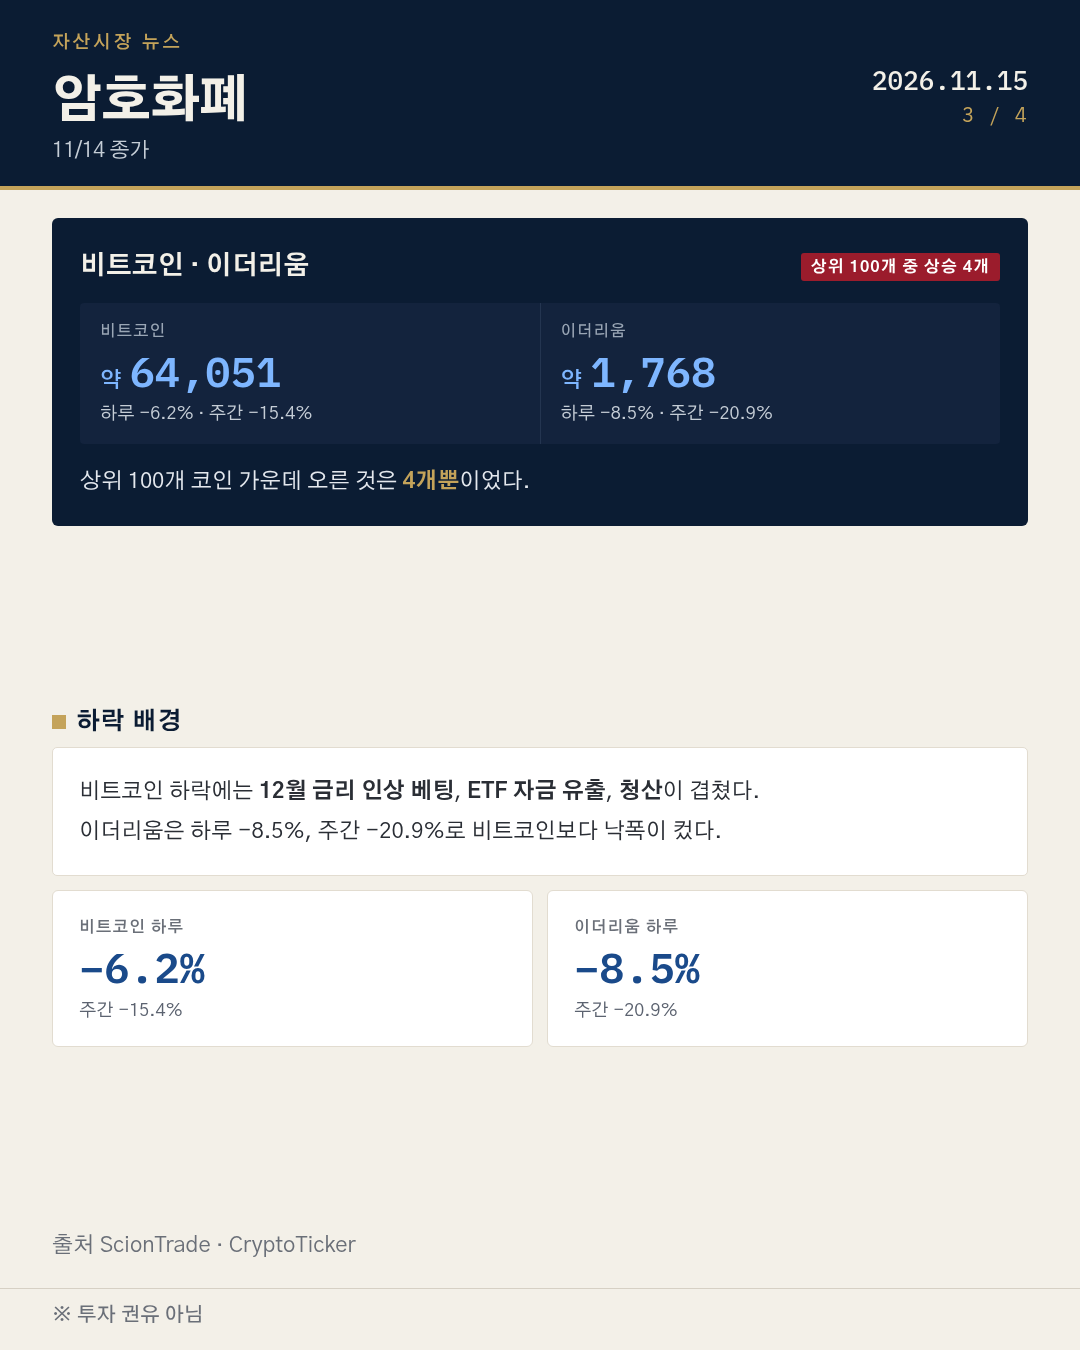 자산시장 뉴스
암호화폐
11/14 종가
2026.11.15
3 / 4
비트코인 · 이더리움
상위 100개 중 상승 4개
비트코인
약 64,051
하루 −6.2% · 주간 −15.4%
이더리움
약 1,768
하루 −8.5% · 주간 −20.9%
상위 100개 코인 가운데 오른 것은 4개뿐이었다.
하락 배경
비트코인 하락에는 12월 금리 인상 베팅, ETF 자금 유출, 청산이 겹쳤다.
이더리움은 하루 −8.5%, 주간 −20.9%로 비트코인보다 낙폭이 컸다.
비트코인 하루
−6.2%
주간 −15.4%
이더리움 하루
−8.5%
주간 −20.9%
출처 ScionTrade · CryptoTicker
※ 투자 권유 아님